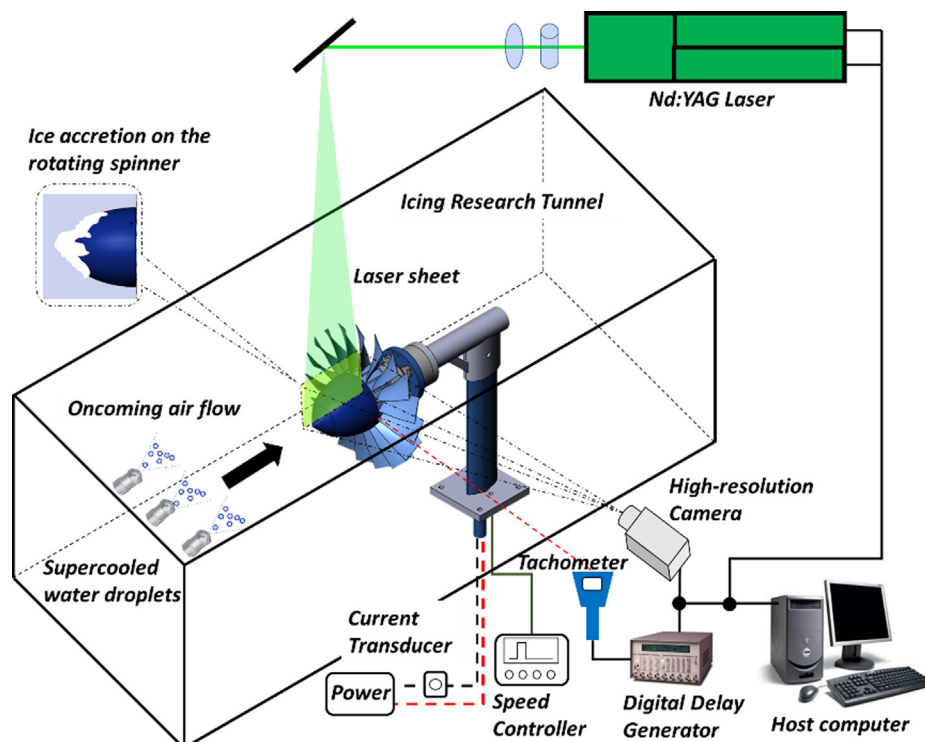 Nd:YAG Laser
Ice accretion on the
rotating spinner
Icing Research Tunnel
Laser sheet
Oncoming air flow
High-resolution
Camera
Supercooled
water droplets
Tachometer
Current
Transducer
Power
Speed
Controller
Digital Delay
Generator
Host computer